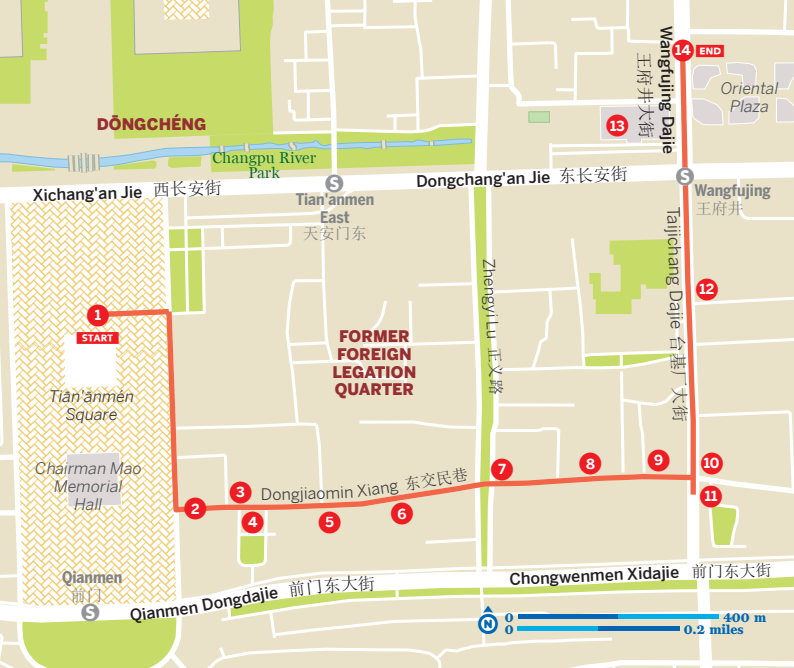 14 END
Wangfujing Dajie
王府井大街
Oriental
Plaza
13
DŌNGCHÉNG
Changpu River
Park
Xichang'an Jie 西长安街
S
Tian'anmen
East
天安门东
Dongchang'an Jie 东长安街
S
Wangfujing
王府井
Taijichang Dajie 台基厂大街
Zhengyi Lu 正义路
12
1
START
FORMER
FOREIGN
LEGATION
QUARTER
Tiān'ānmén
Square
Chairman Mao
Memorial
Hall
2
3
4
Dongjiaomin Xiang 东交民巷
5
6
7
8
9
10
11
Qianmen
前门
S
Qianmen Dongdajie 前门东大街
Chongwenmen Xidajie 前门东大街
N
0 400 m
0 0.2 miles